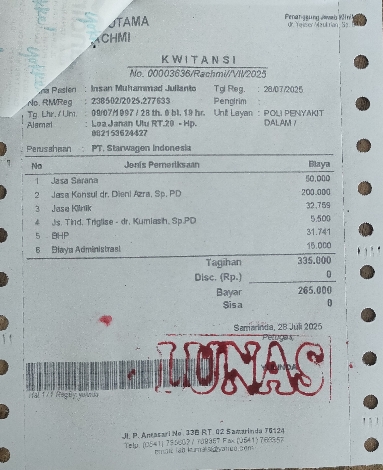 UTAMA
RACHMI
Penanggung Jawab Klinik
K W I T A N S I
No. 00003636/Rachmi/VII/2025
Pasien : Insan Muhammad Julianto Tgl Reg. : 28/07/2025
No. RM/Reg : 238502/2025.277633 Pengirim :
Tg. Lhr./Um. : 09/07/1997 / 28 th. 0 bl. 19 hr. Unit Layan : POLI PENYAKIT DALAM /
Alamat : Loa Janan Ulu RT.20 - Hp. 082153624427
Perusahaan : PT. Starwagen Indonesia
No Jenis Pemeriksaan Biaya
1 Jasa Sarana 50.000
2 Jasa Konsul dr. Dieni Azra, Sp. PD 200.000
3 Jasa Klinik 32.759
4 Js. Tind. Triglise - dr. Kumiasih, Sp.PD 5.500
5 BHP 31.741
6 Biaya Administrasi 15.000
Tagihan 335.000
Disc. (Rp.) 0
Bayar 265.000
Sisa 0
Samarinda, 28 Juli 2025
Petugas,
LUNAS
Jl. P. Antasari No. 33B RT. 02 Samarinda 75124